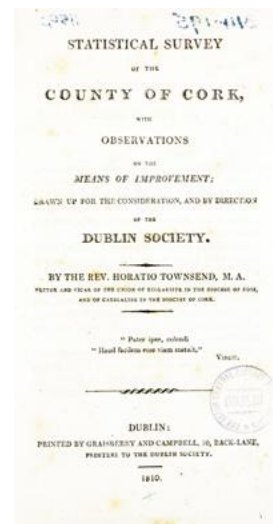 STATISTICAL SURVEY
OF THE
COUNTY OF CORK,
WITH
OBSERVATIONS
ON THE
MEANS OF IMPROVEMENT;
DRAWN UP FOR THE CONSIDERATION, AND BY DIRECTION
OF THE
DUBLIN SOCIETY.
BY THE REV. HORATIO TOWNSEND, M. A.
RECTOR AND VICAR OF THE UNION OF IN THE DIOCESE OF ROSS,
AND OF CARRIGALINE IN THE DIOCESE OF CORK.
" Pater ipse, colendi
" Haud facilem esse viam voluit."
VIRGIL.
DUBLIN:
PRINTED BY GRAISBERRY AND CAMPBELL, 10, BACK-LANE,
PRINTERS TO THE DUBLIN SOCIETY.
1810.